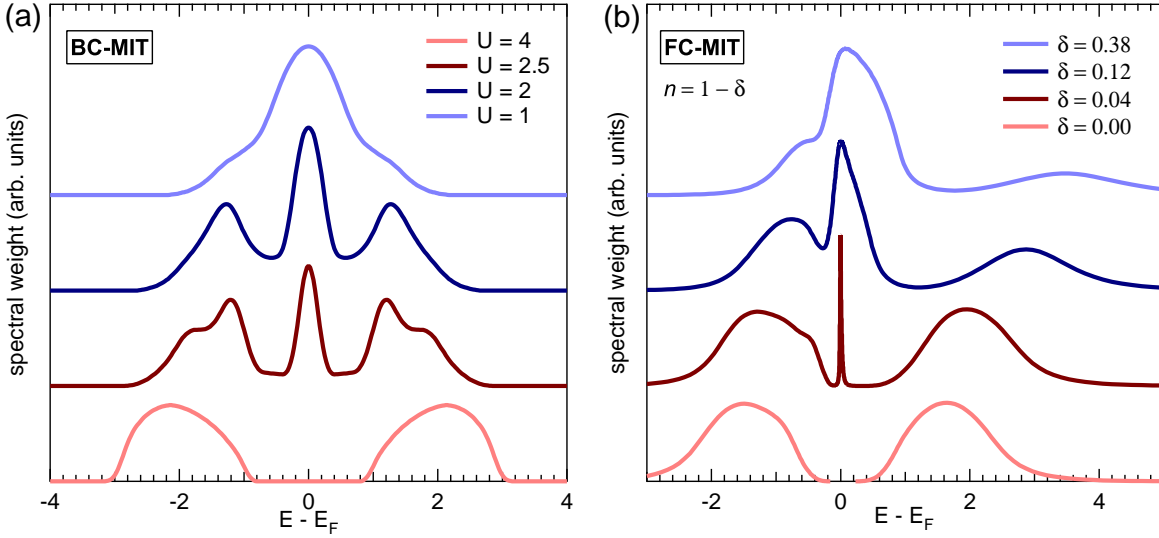 (a)
BC-MIT
U = 4
U = 2.5
U = 2
U = 1
spectral weight (arb. units)
-4
-2
0
2
4
E - E_F
(b)
FC-MIT
n = 1 − δ
δ = 0.38
δ = 0.12
δ = 0.04
δ = 0.00
spectral weight (arb. units)
-2
0
2
4
E - E_F